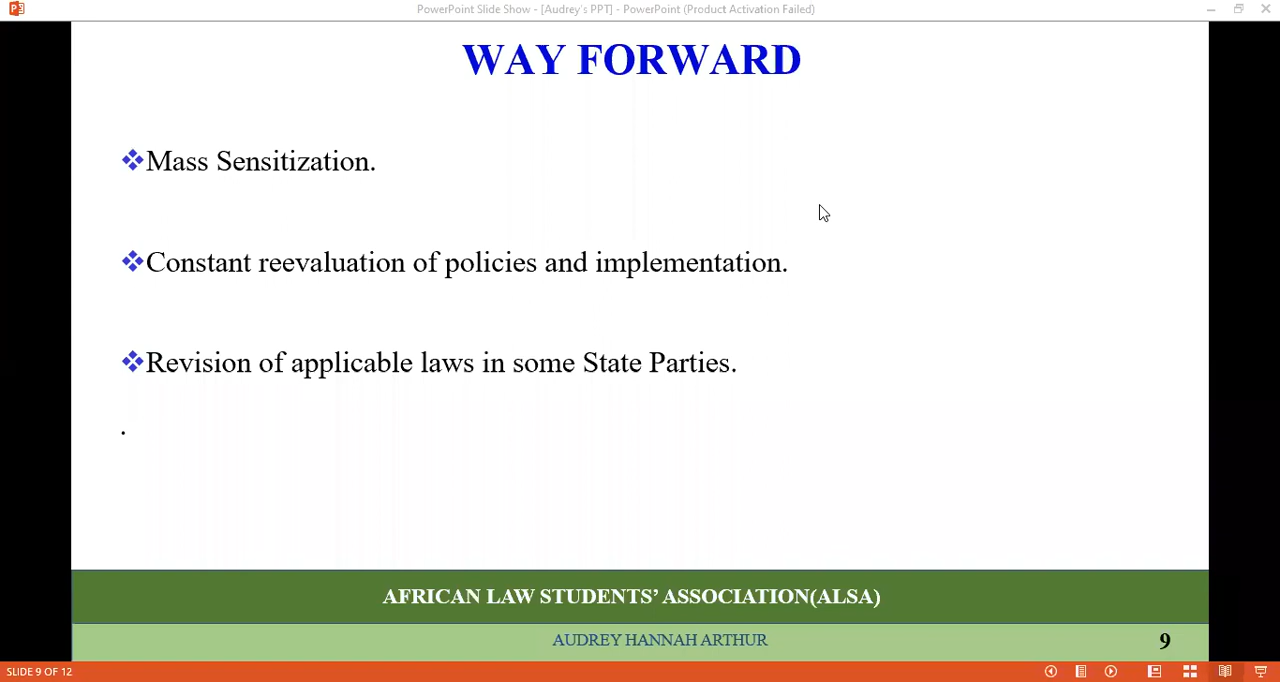 PowerPoint Slide Show - [Audrey's PPT] - PowerPoint (Product Activation Failed)
WAY FORWARD
❖Mass Sensitization.
❖Constant reevaluation of policies and implementation.
❖Revision of applicable laws in some State Parties.
.
AFRICAN LAW STUDENTS’ ASSOCIATION(ALSA)
AUDREY HANNAH ARTHUR
9
SLIDE 9 OF 12